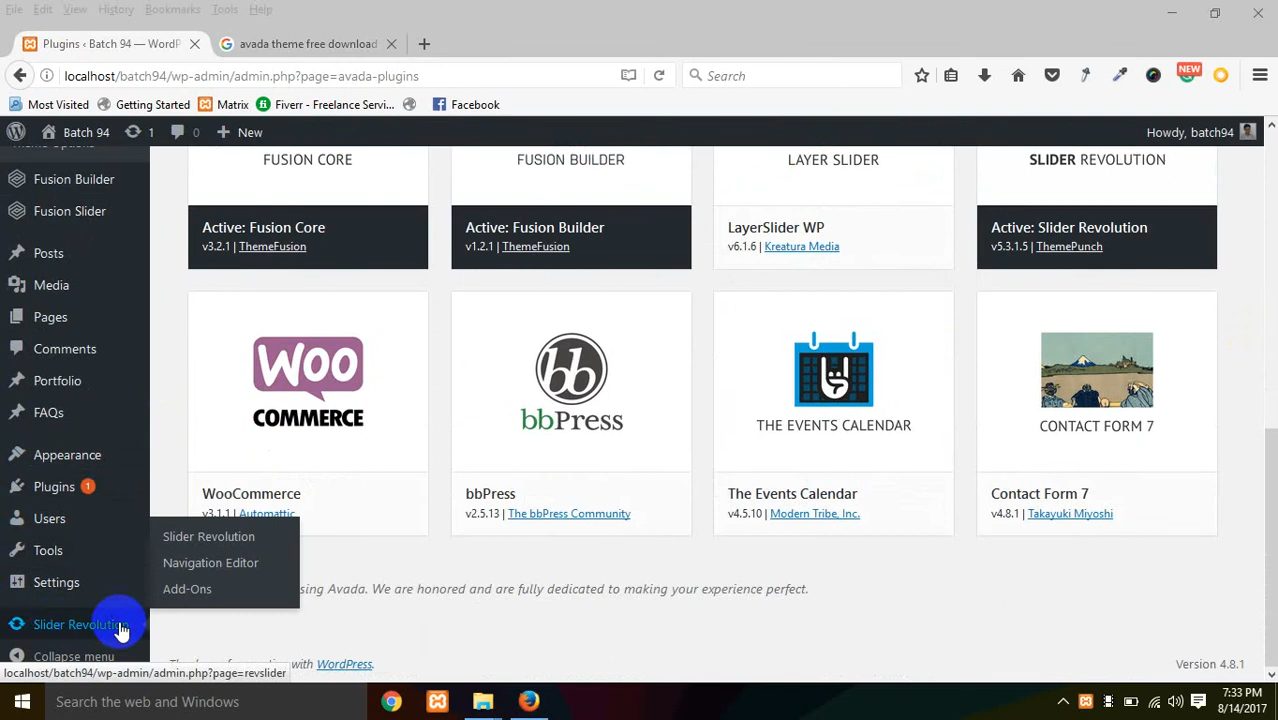 File Edit View History Bookmarks Tools Help
Plugins ‹ Batch 94 — WordP
avada theme free download
localhost/batch94/wp-admin/admin.php?page=avada-plugins
Search
NEW
Most Visited Getting Started Matrix Fiverr - Freelance Servi... Facebook
Batch 94 1 0 New Howdy, batch94
Fusion Builder
Fusion Slider
Posts
Media
Pages
Comments
Portfolio
FAQs
Appearance
Plugins 1
Users
Tools
Settings
Slider Revolution
Collapse menu
Slider Revolution
Navigation Editor
Add-Ons
FUSION CORE
Active: Fusion Core
v3.2.1 | ThemeFusion
FUSION BUILDER
Active: Fusion Builder
v1.2.1 | ThemeFusion
LAYER SLIDER
LayerSlider WP
v6.1.6 | Kreatura Media
SLIDER REVOLUTION
Active: Slider Revolution
v5.3.1.5 | ThemePunch
WOO
COMMERCE
WooCommerce
v3.1.1 | Automattic
bb
bbPress
bbPress
v2.5.13 | The bbPress Community
THE EVENTS CALENDAR
The Events Calendar
v4.5.10 | Modern Tribe, Inc.
CONTACT FORM 7
Contact Form 7
v4.8.1 | Takayuki Miyoshi
sing Avada. We are honored and are fully dedicated to making your experience perfect.
with WordPress.
Version 4.8.1
localhost/batch94/wp-admin/admin.php?page=revslider
Search the web and Windows
7:33 PM
8/14/2017